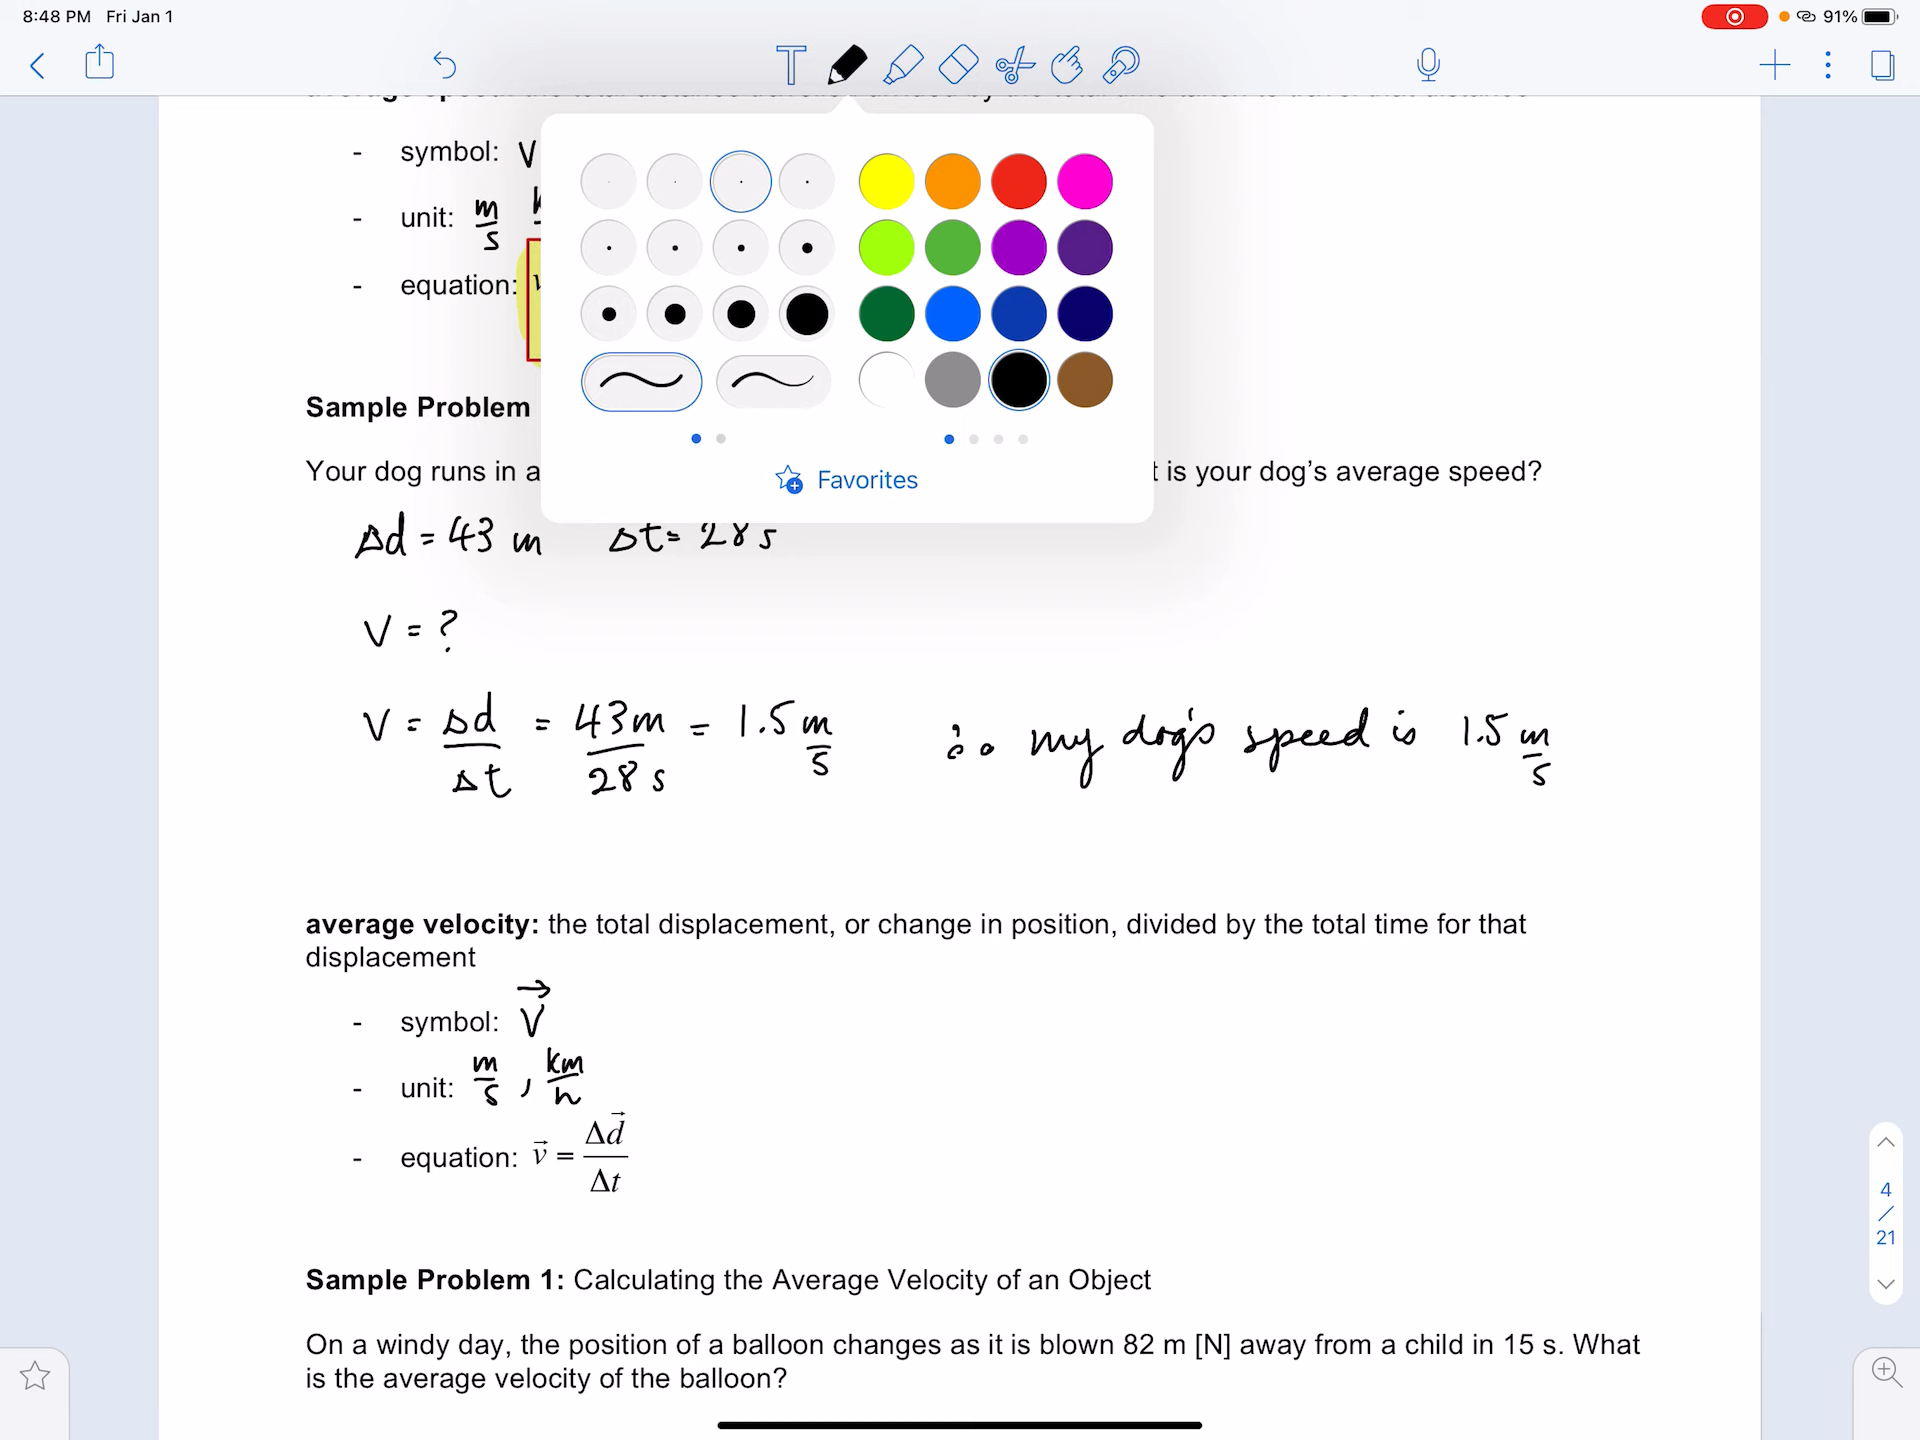 8:48 PM Fri Jan 1 91%
- symbol: V
- unit: m/s
- equation:
Sample Problem
Your dog runs in a t is your dog's average speed?
Favorites
Δd = 43 m Δt = 28 s
V = ?
V = Δd/Δt = 43m/28 s = 1.5 m/s ∴ my dog's speed is 1.5 m/s
average velocity: the total displacement, or change in position, divided by the total time for that
displacement
- symbol: V⃗
- unit: m/s , km/h
- equation: v⃗ = Δd⃗/Δt
4
/
21
Sample Problem 1: Calculating the Average Velocity of an Object
On a windy day, the position of a balloon changes as it is blown 82 m [N] away from a child in 15 s. What
is the average velocity of the balloon?